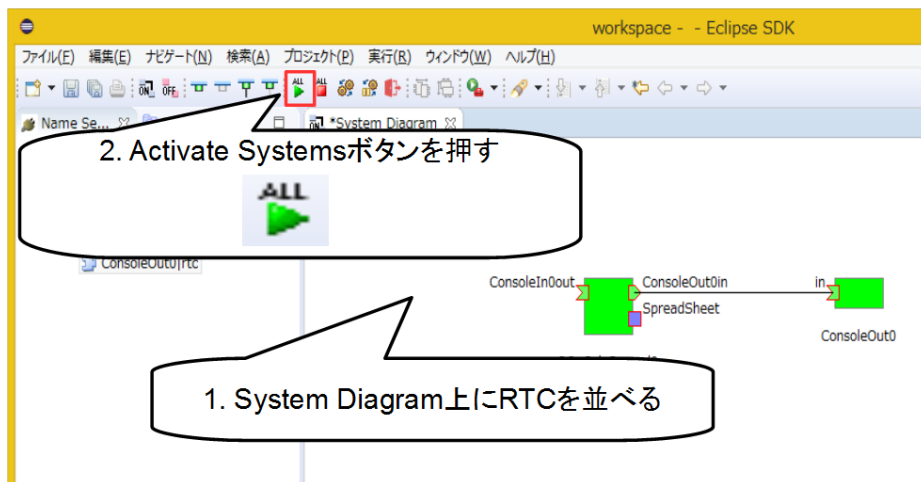 workspace - - Eclipse SDK
ファイル(F) 編集(E) ナビゲート(N) 検索(A) プロジェクト(P) 実行(R) ウィンドウ(W) ヘルプ(H)
ON OFF ALL ALL
Name Se... *System Diagram
2. Activate Systemsボタンを押す
ALL
ConsoleOut0|rtc
ConsoleIn0out ConsoleOut0in in
SpreadSheet
ConsoleOut0
1. System Diagram上にRTCを並べる